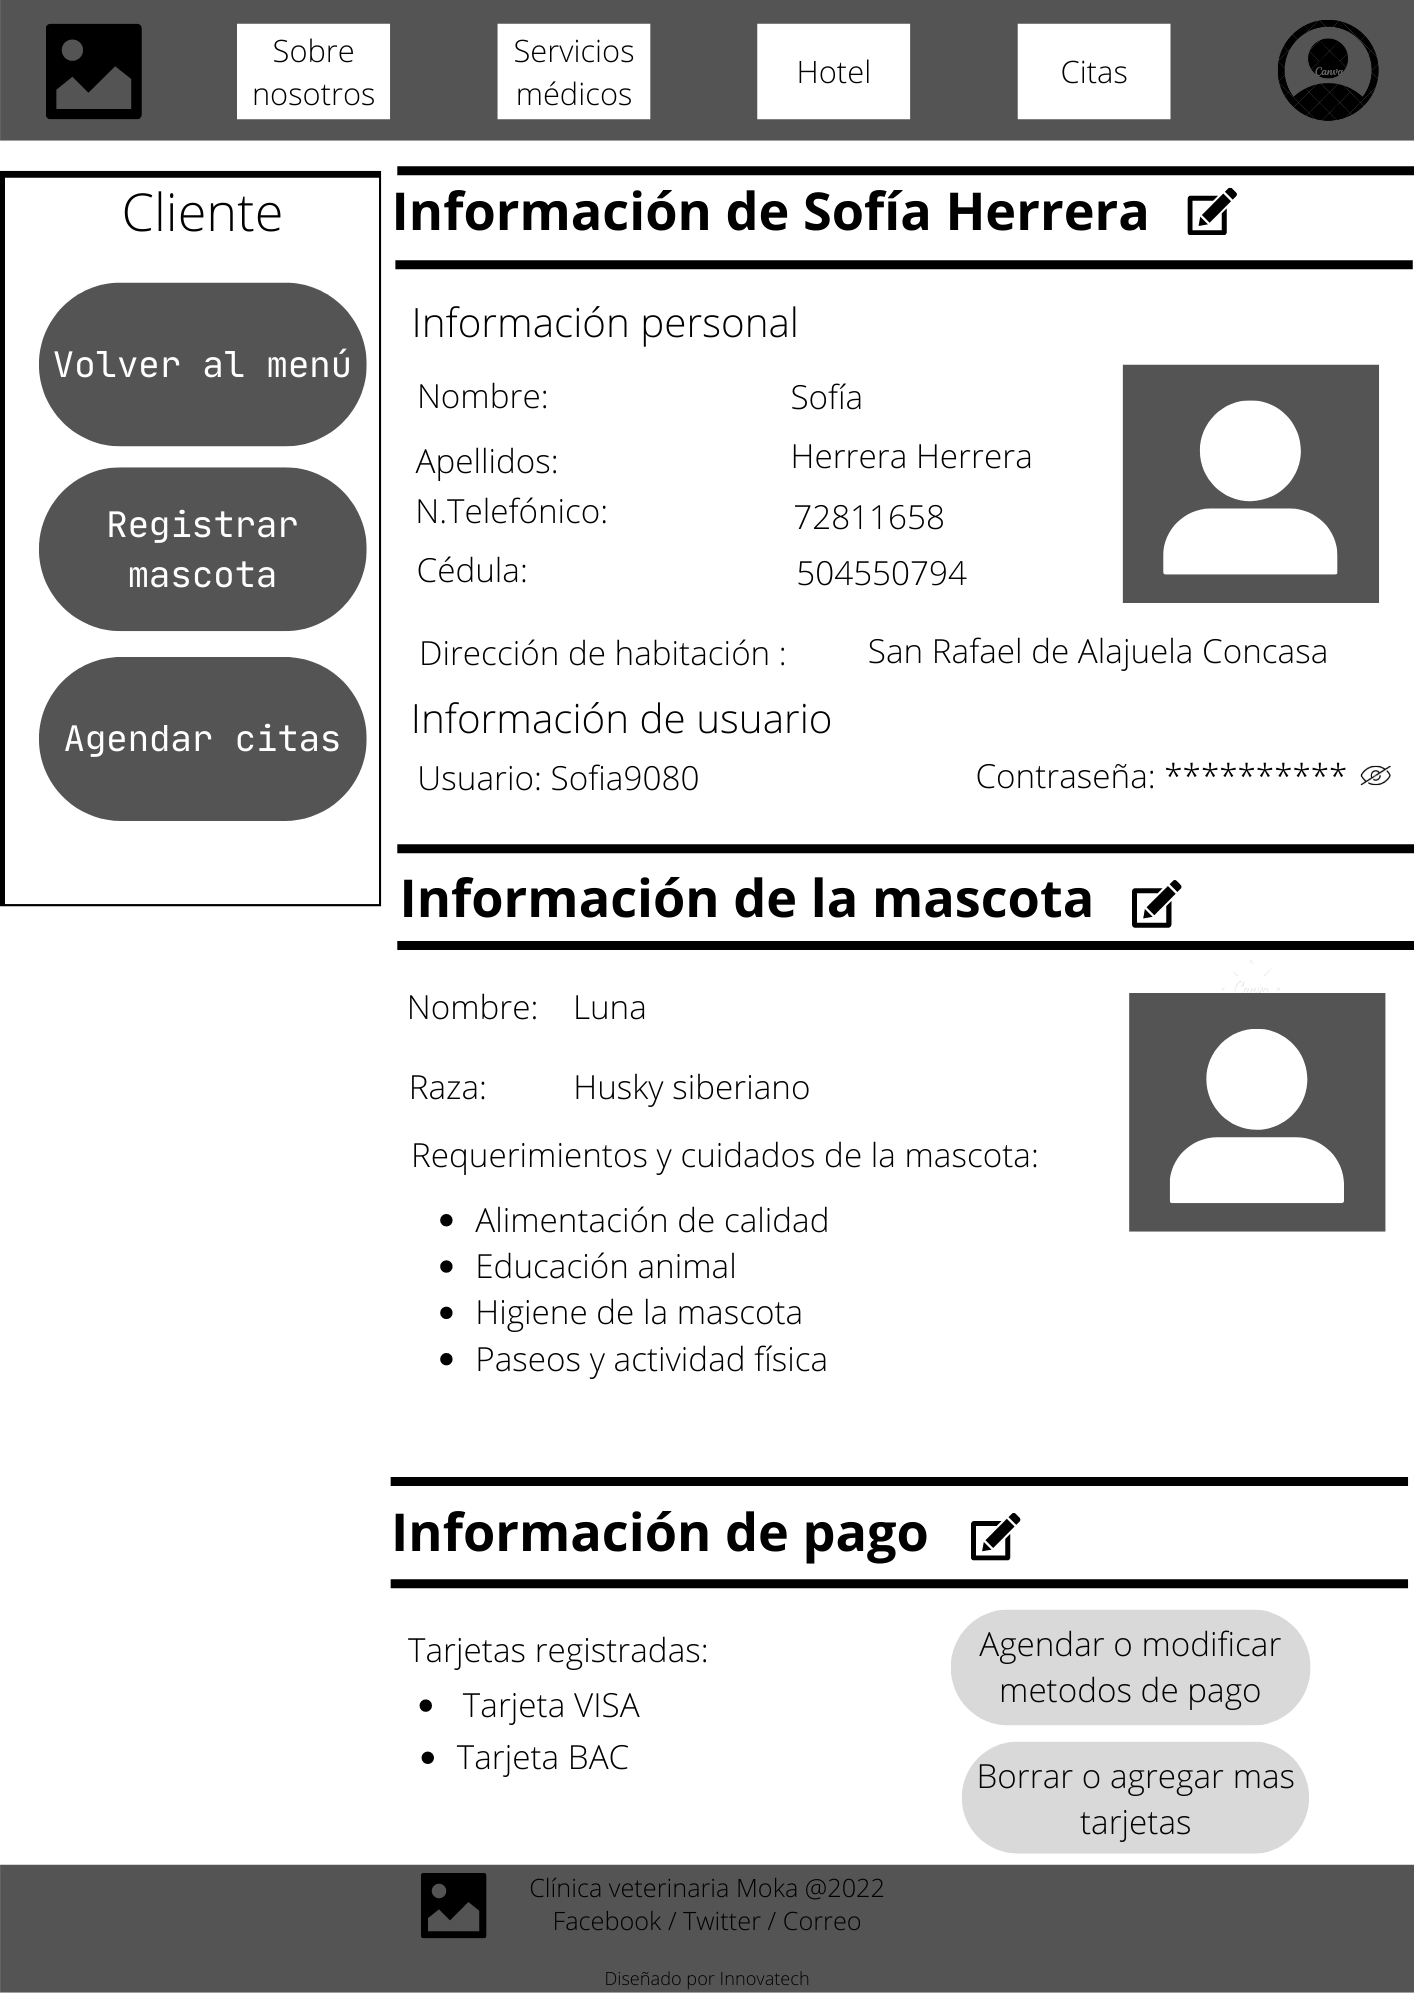 Sobre
nosotros
Servicios
médicos
Hotel
Citas
Canva
Cliente
Volver al menú
Registrar
mascota
Agendar citas
Información de Sofía Herrera
Información personal
Nombre: Sofía
Apellidos: Herrera Herrera
N.Telefónico: 72811658
Cédula: 504550794
Dirección de habitación : San Rafael de Alajuela Concasa
Información de usuario
Usuario: Sofia9080 Contraseña: **********
Información de la mascota
Canva
Nombre: Luna
Raza: Husky siberiano
Requerimientos y cuidados de la mascota:
• Alimentación de calidad
• Educación animal
• Higiene de la mascota
• Paseos y actividad física
Información de pago
Tarjetas registradas:
• Tarjeta VISA
• Tarjeta BAC
Agendar o modificar
metodos de pago
Borrar o agregar mas
tarjetas
Clínica veterinaria Moka @2022
Facebook / Twitter / Correo
Diseñado por Innovatech